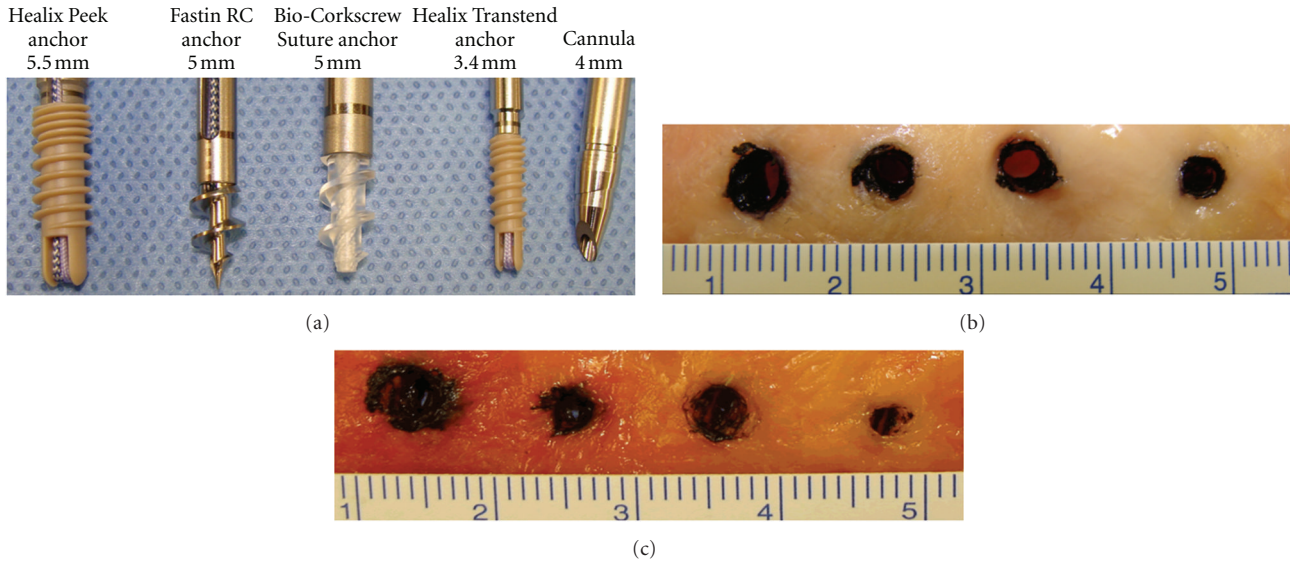 Healix Peek
anchor
5.5 mm
Fastin RC
anchor
5 mm
Bio-Corkscrew
Suture anchor
5 mm
Healix Transtend
anchor
3.4 mm
Cannula
4 mm
(a)
1 2 3 4 5
(b)
1 2 3 4 5
(c)